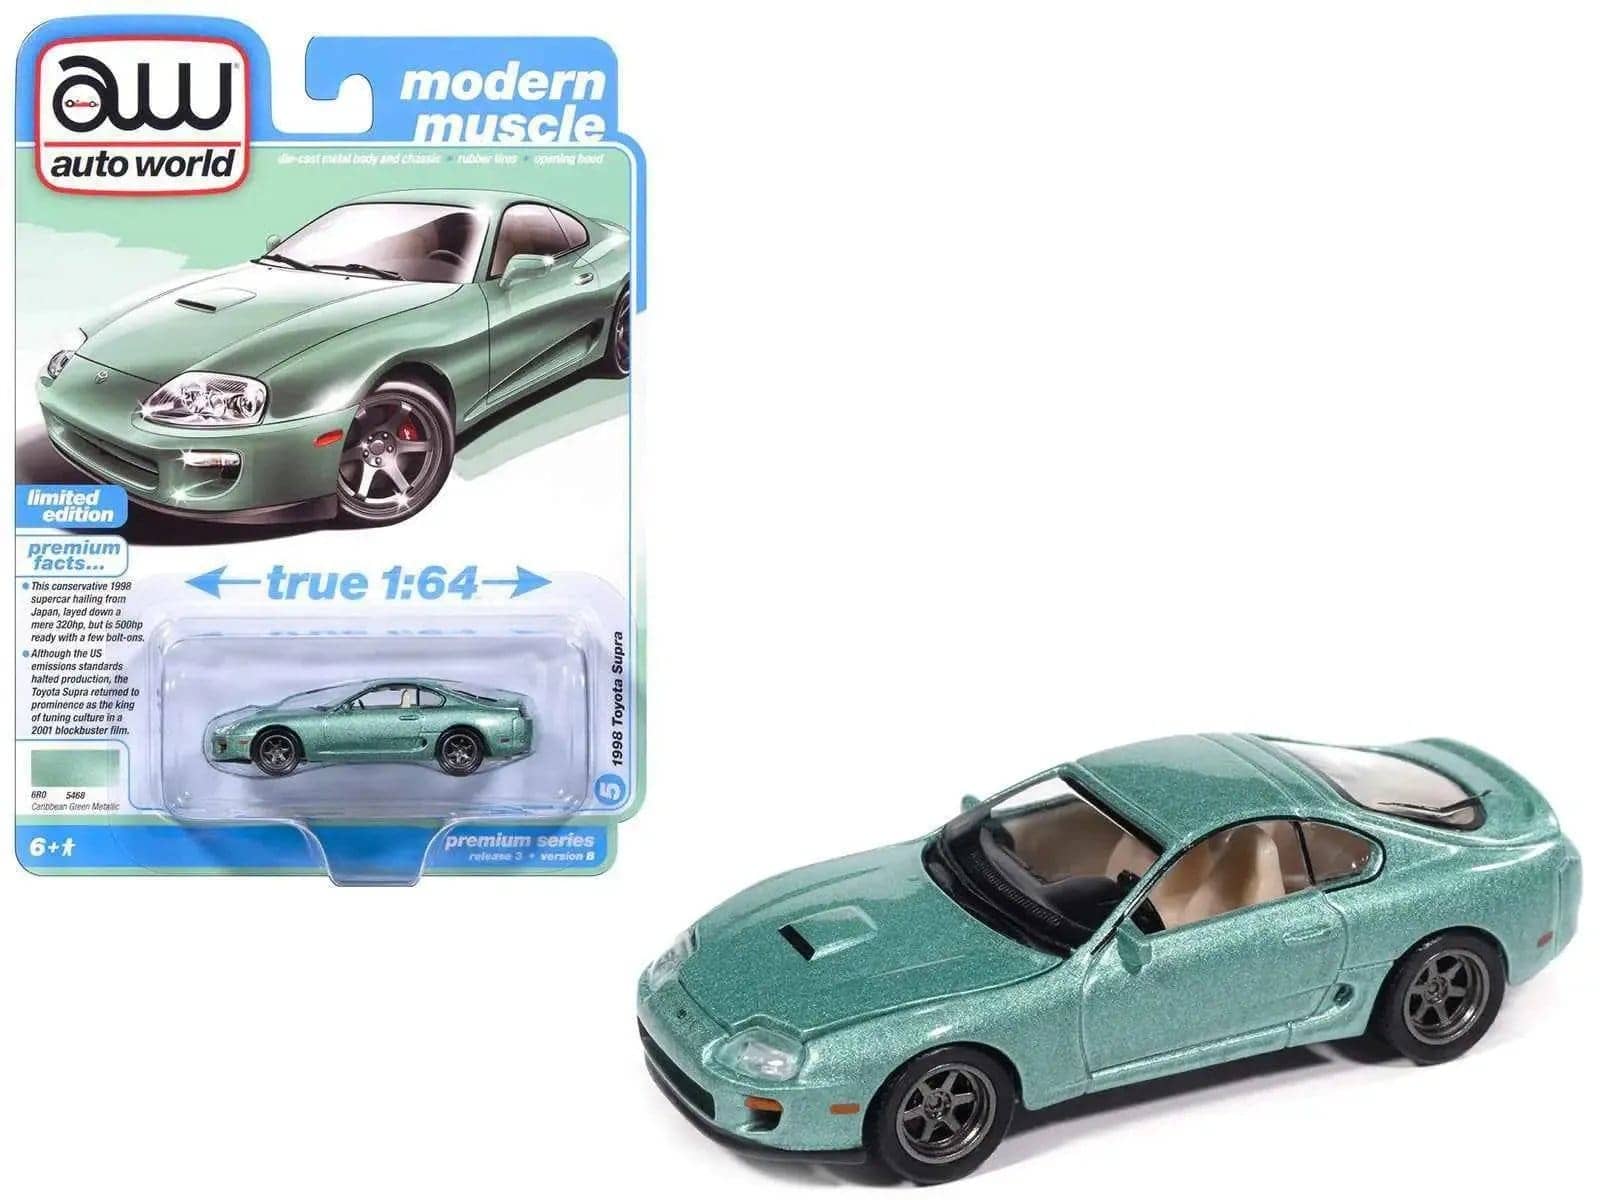 aw
auto world
modern
muscle
die-cast metal body and chassis • rubber tires • opening hood
limited
edition
premium
facts...
• This conservative 1998
supercar hailing from
Japan, layed down a
mere 320hp, but is 500hp
ready with a few bolt-ons.
• Although the US
emissions standards
halted production, the
Toyota Supra returned to
prominence as the king
of tuning culture in a
2001 blockbuster film.
true 1:64
1998 Toyota Supra
5
6R0 5468
Caribbean Green Metallic
6+
premium series
release 3 • version B